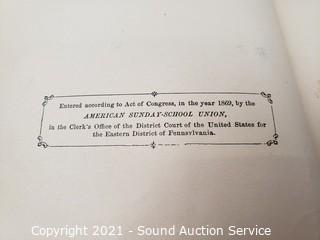 Entered according to Act of Congress, in the year 1869, by the
AMERICAN SUNDAY-SCHOOL UNION,
in the Clerk's Office of the District Court of the United States for
the Eastern District of Pennsylvania.
Copyright 2021 - Sound Auction Service